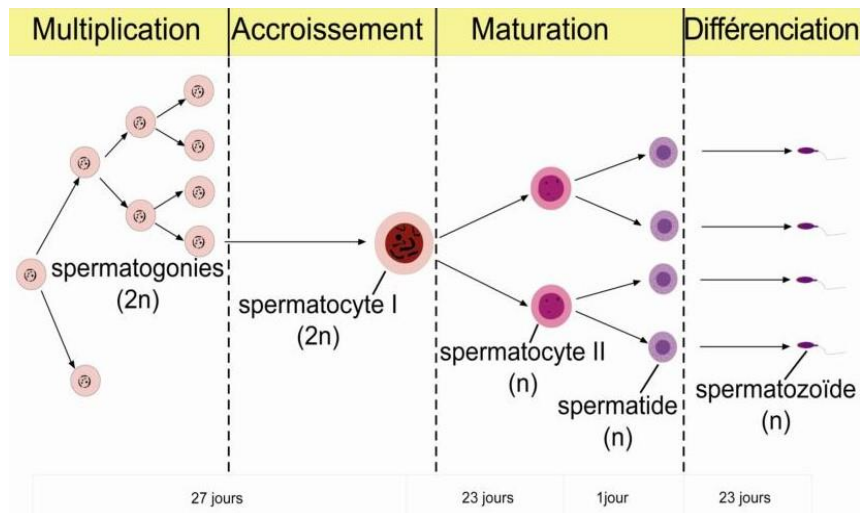 Multiplication
Accroissement
Maturation
Différenciation
spermatogonies
(2n)
spermatocyte I
(2n)
spermatocyte II
(n)
spermatide
(n)
spermatozoïde
(n)
27 jours
23 jours
1jour
23 jours